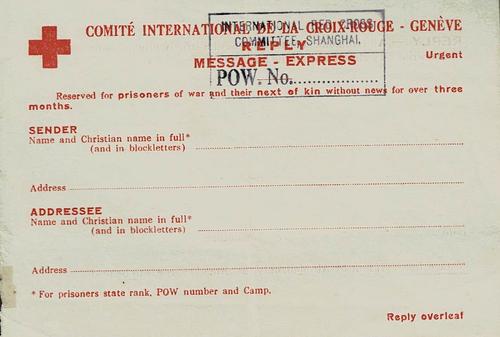 COMITÉ INTERNATIONAL DE LA CROIX-ROUGE - GENÈVE
INTERNATIONAL RED CROSS
COMMITTEE, SHANGHAI.
REPLY
Urgent
MESSAGE - EXPRESS
POW. No.....................
Reserved for prisoners of war and their next of kin without news for over three
months.
SENDER
Name and Christian name in full*
(and in blockletters)
Address
ADDRESSEE
Name and Christian name in full*
(and in blockletters)
Address
* For prisoners state rank, POW number and Camp.
Reply overleaf